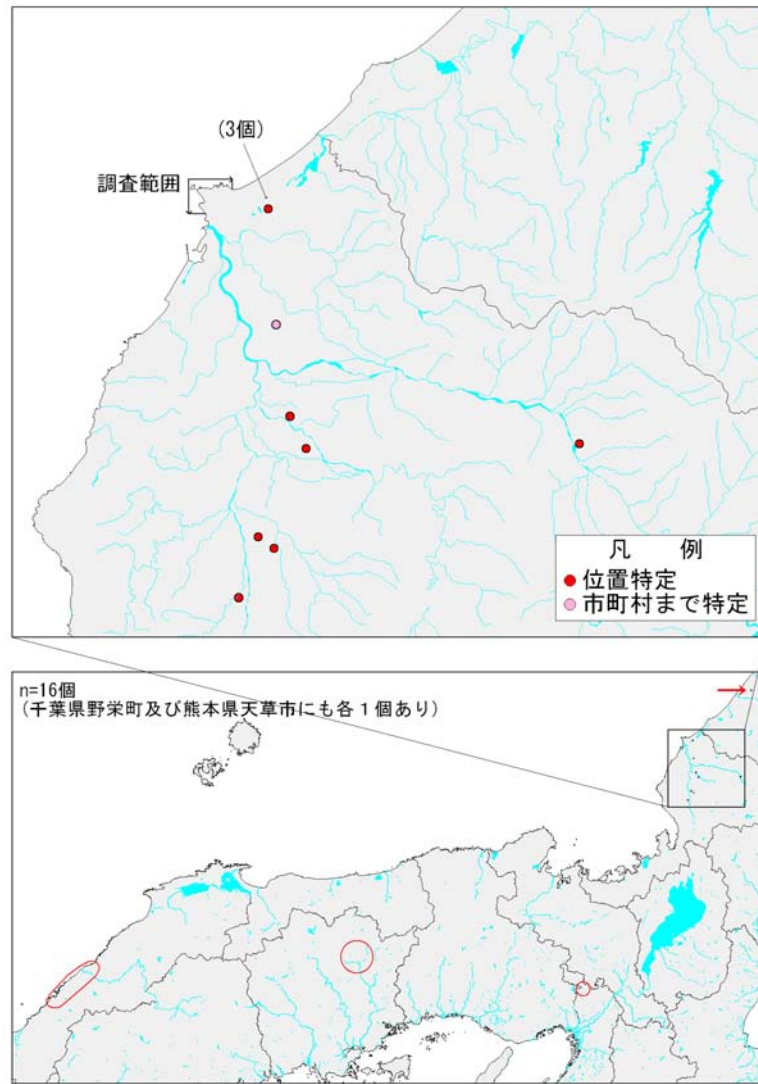 (3個)
調査範囲
凡 例
位置特定
市町村まで特定
n=16個
(千葉県野栄町及び熊本県天草市にも各1個あり)